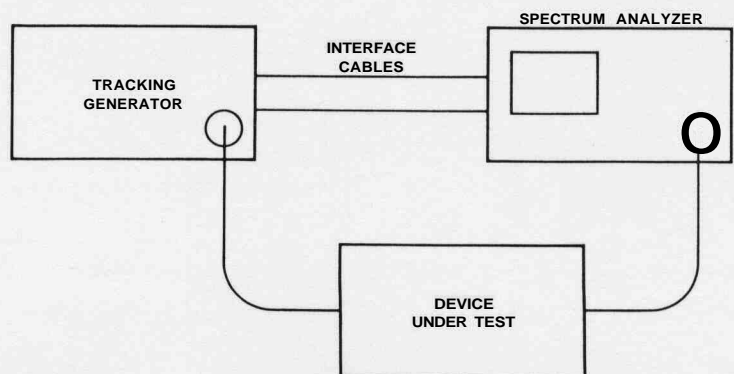 SPECTRUM ANALYZER
INTERFACE
CABLES
TRACKING
GENERATOR
DEVICE
UNDER TEST